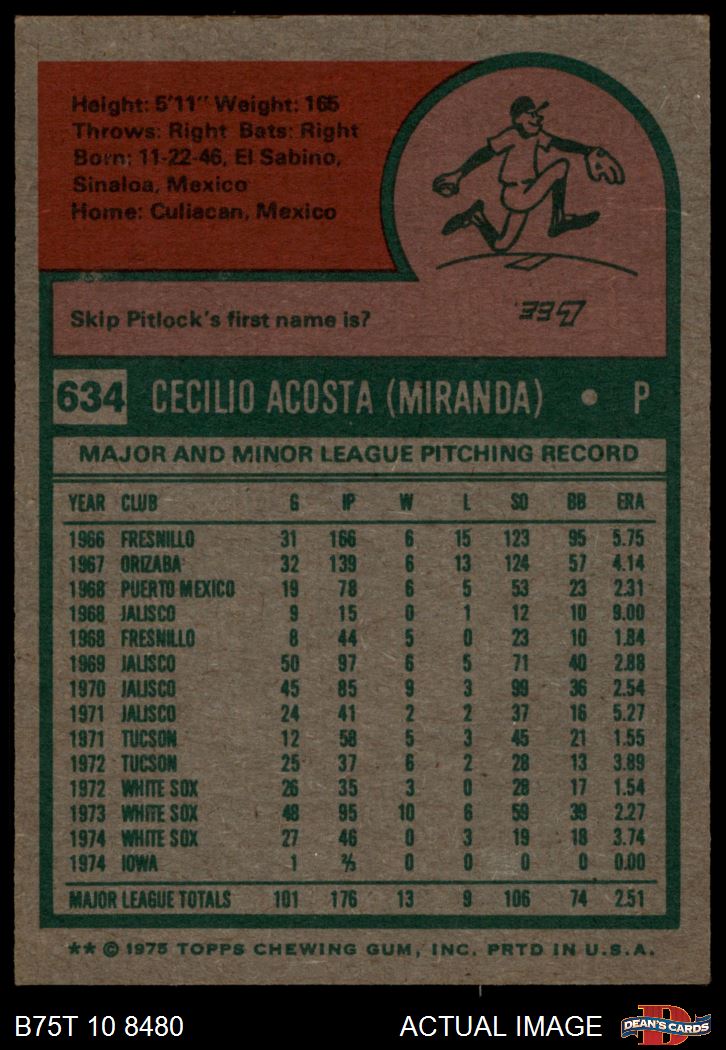 Height: 5'11" Weight: 165
Throws: Right Bats: Right
Born: 11-22-46, El Sabino,
Sinaloa, Mexico
Home: Culiacan, Mexico
Skip Pitlock's first name is?
Lee.
634 CECILIO ACOSTA (MIRANDA) • P
MAJOR AND MINOR LEAGUE PITCHING RECORD
YEAR CLUB G IP W L SO BB ERA
1966 FRESNILLO 31 166 6 15 123 95 5.75
1967 ORIZABA 32 139 6 13 124 57 4.14
1968 PUERTO MEXICO 19 78 6 5 53 23 2.31
1968 JALISCO 9 15 0 1 12 10 9.00
1968 FRESNILLO 8 44 5 0 23 10 1.84
1969 JALISCO 50 97 6 5 71 40 2.88
1970 JALISCO 45 85 9 3 99 36 2.54
1971 JALISCO 24 41 2 2 37 16 5.27
1971 TUCSON 12 58 5 3 45 21 1.55
1972 TUCSON 25 37 6 2 28 13 3.89
1972 WHITE SOX 26 35 3 0 28 17 1.54
1973 WHITE SOX 48 95 10 6 59 39 2.27
1974 WHITE SOX 27 46 0 3 19 18 3.74
1974 IOWA 1 ⅔ 0 0 0 0 0.00
MAJOR LEAGUE TOTALS 101 176 13 9 106 74 2.51
** © 1975 TOPPS CHEWING GUM, INC. PRTD IN U.S.A.
B75T 10 8480 ACTUAL IMAGE DEAN'S CARDS